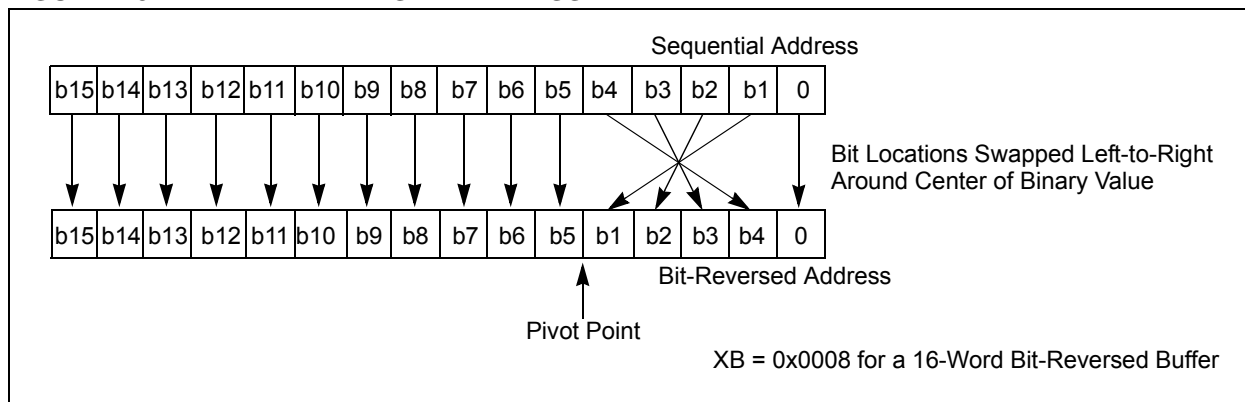 Sequential Address
b15 b14 b13 b12 b11 b10 b9 b8 b7 b6 b5 b4 b3 b2 b1 0
Bit Locations Swapped Left-to-Right
Around Center of Binary Value
b15 b14 b13 b12 b11 b10 b9 b8 b7 b6 b5 b1 b2 b3 b4 0
Bit-Reversed Address
Pivot Point
XB = 0x0008 for a 16-Word Bit-Reversed Buffer